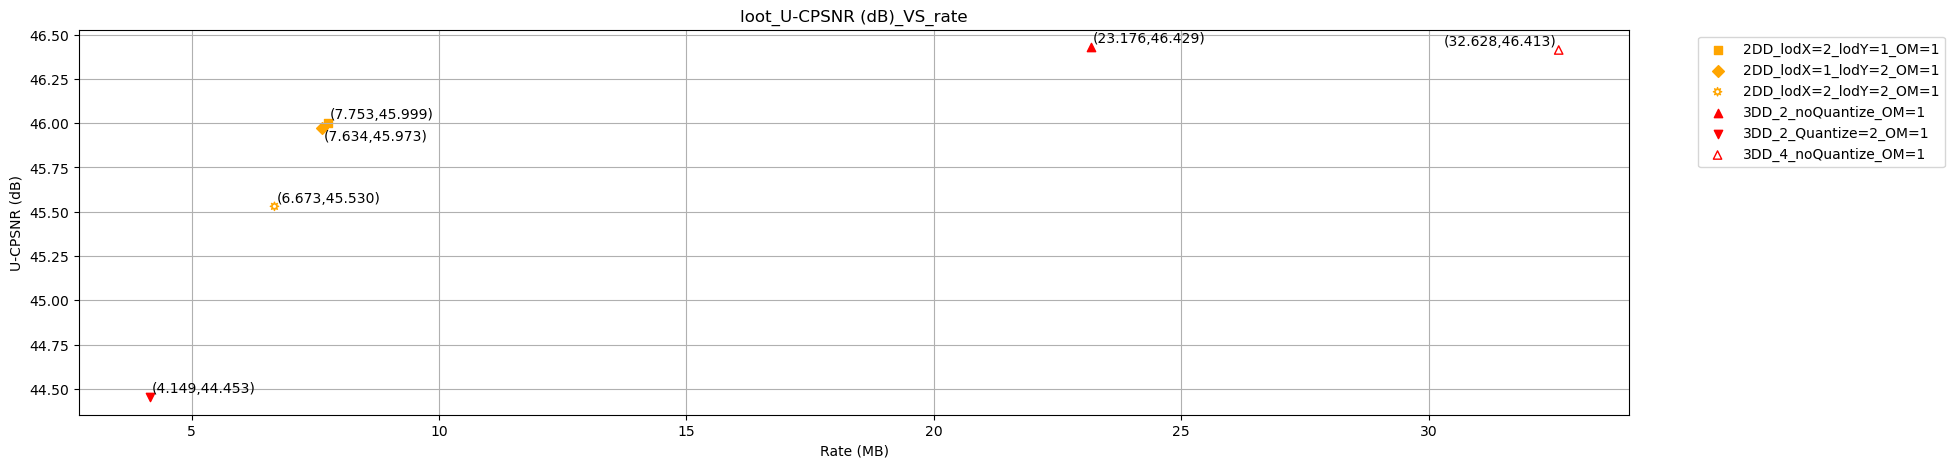 loot_U-CPSNR (dB)_VS_rate
46.50
46.25
46.00
45.75
45.50
45.25
45.00
44.75
44.50
U-CPSNR (dB)
(23.176,46.429)
(32.628,46.413)
(7.753,45.999)
(7.634,45.973)
(6.673,45.530)
(4.149,44.453)
5
10
15
20
25
30
Rate (MB)
2DD_lodX=2_lodY=1_OM=1
2DD_lodX=1_lodY=2_OM=1
2DD_lodX=2_lodY=2_OM=1
3DD_2_noQuantize_OM=1
3DD_2_Quantize=2_OM=1
3DD_4_noQuantize_OM=1